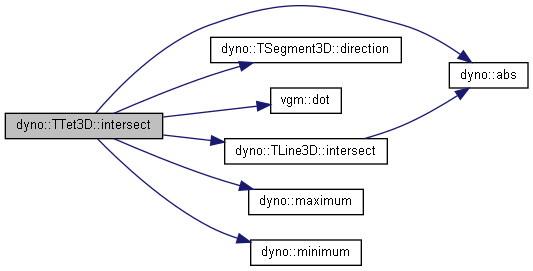 dyno::TTet3D::intersect
dyno::TSegment3D::direction
dyno::abs
vgm::dot
dyno::TLine3D::intersect
dyno::maximum
dyno::minimum